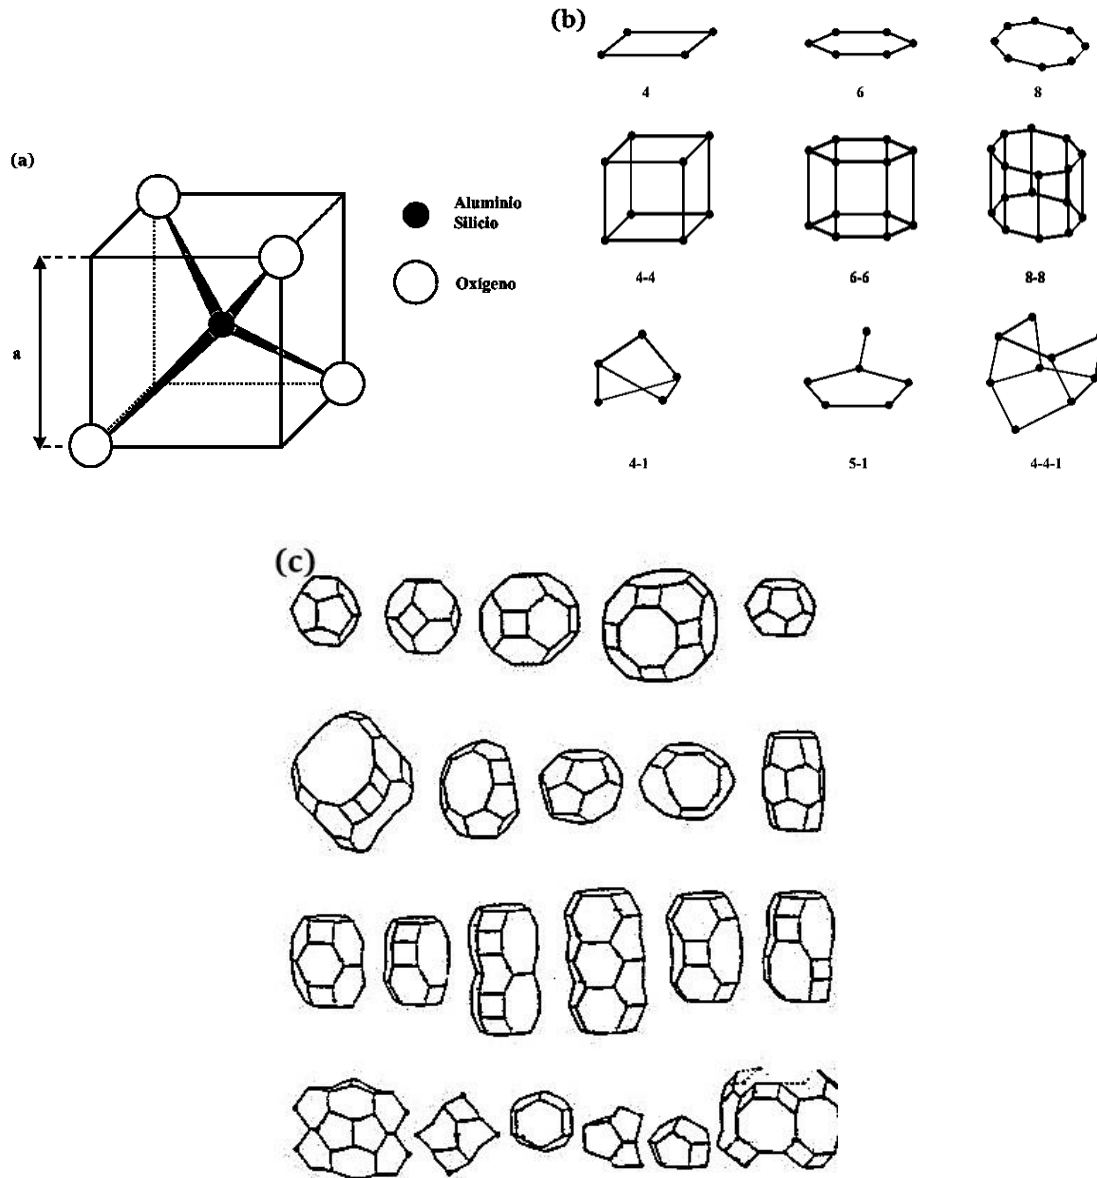 (b)
4 6 8
(a)
Aluminio
Silicio
Oxígeno
a
4-4 6-6 8-8
4-1 5-1 4-4-1
(c)